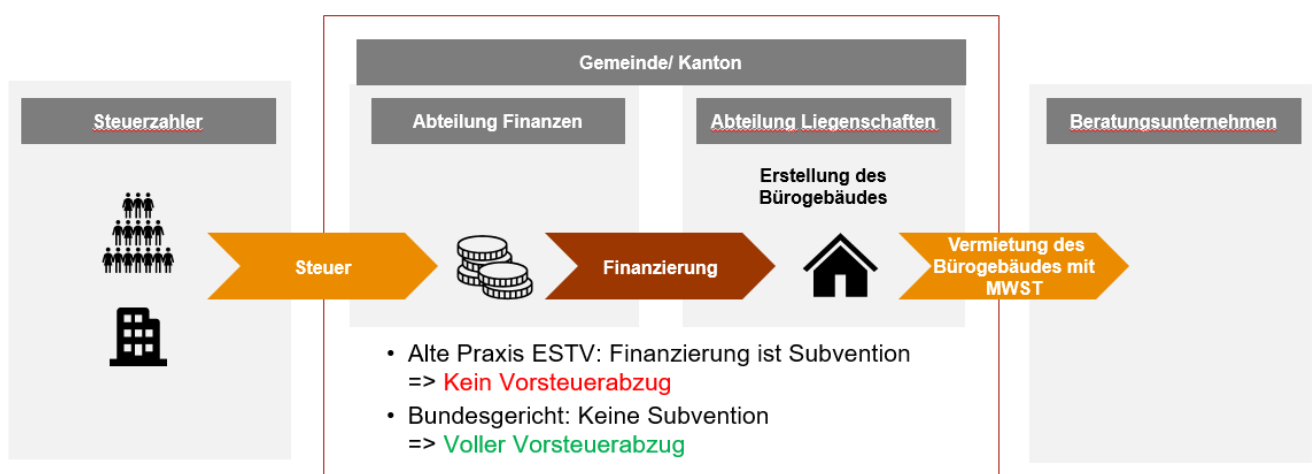 Gemeinde/ Kanton
Steuerzahler
Abteilung Finanzen
Abteilung Liegenschaften
Beratungsunternehmen
Erstellung des
Bürogebäudes
Steuer
Finanzierung
Vermietung des
Bürogebäudes mit
MWST
• Alte Praxis ESTV: Finanzierung ist Subvention
=> Kein Vorsteuerabzug
• Bundesgericht: Keine Subvention
=> Voller Vorsteuerabzug